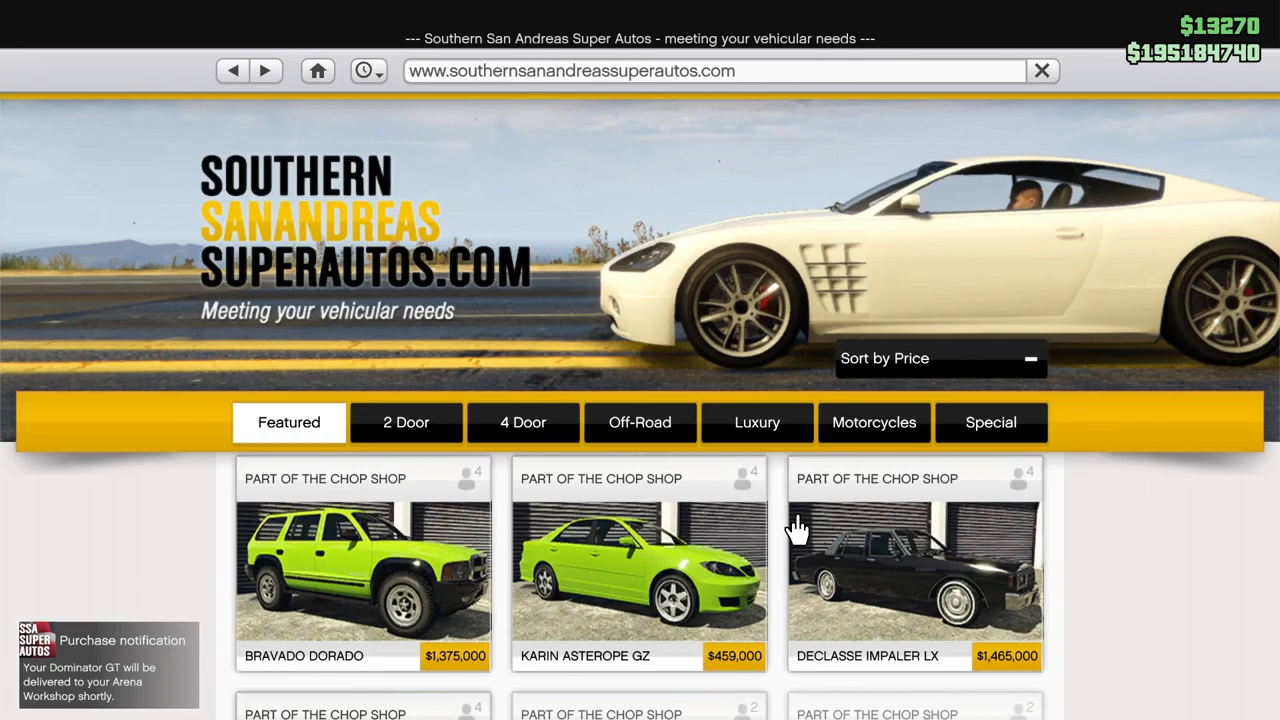 $13270
--- Southern San Andreas Super Autos - meeting your vehicular needs ---
$195184740
www.southernsanandreassuperautos.com
SOUTHERN
SANANDREAS
SUPERAUTOS.COM
Meeting your vehicular needs
Sort by Price
Featured
2 Door
4 Door
Off-Road
Luxury
Motorcycles
Special
PART OF THE CHOP SHOP 4
PART OF THE CHOP SHOP 4
PART OF THE CHOP SHOP 4
BRAVADO DORADO $1,375,000
KARIN ASTEROPE GZ $459,000
DECLASSE IMPALER LX $1,465,000
SSA
SUPER
AUTOS
Purchase notification
Your Dominator GT will be
delivered to your Arena
Workshop shortly.
PART OF THE CHOP SHOP 4
PART OF THE CHOP SHOP 2
PART OF THE CHOP SHOP 2